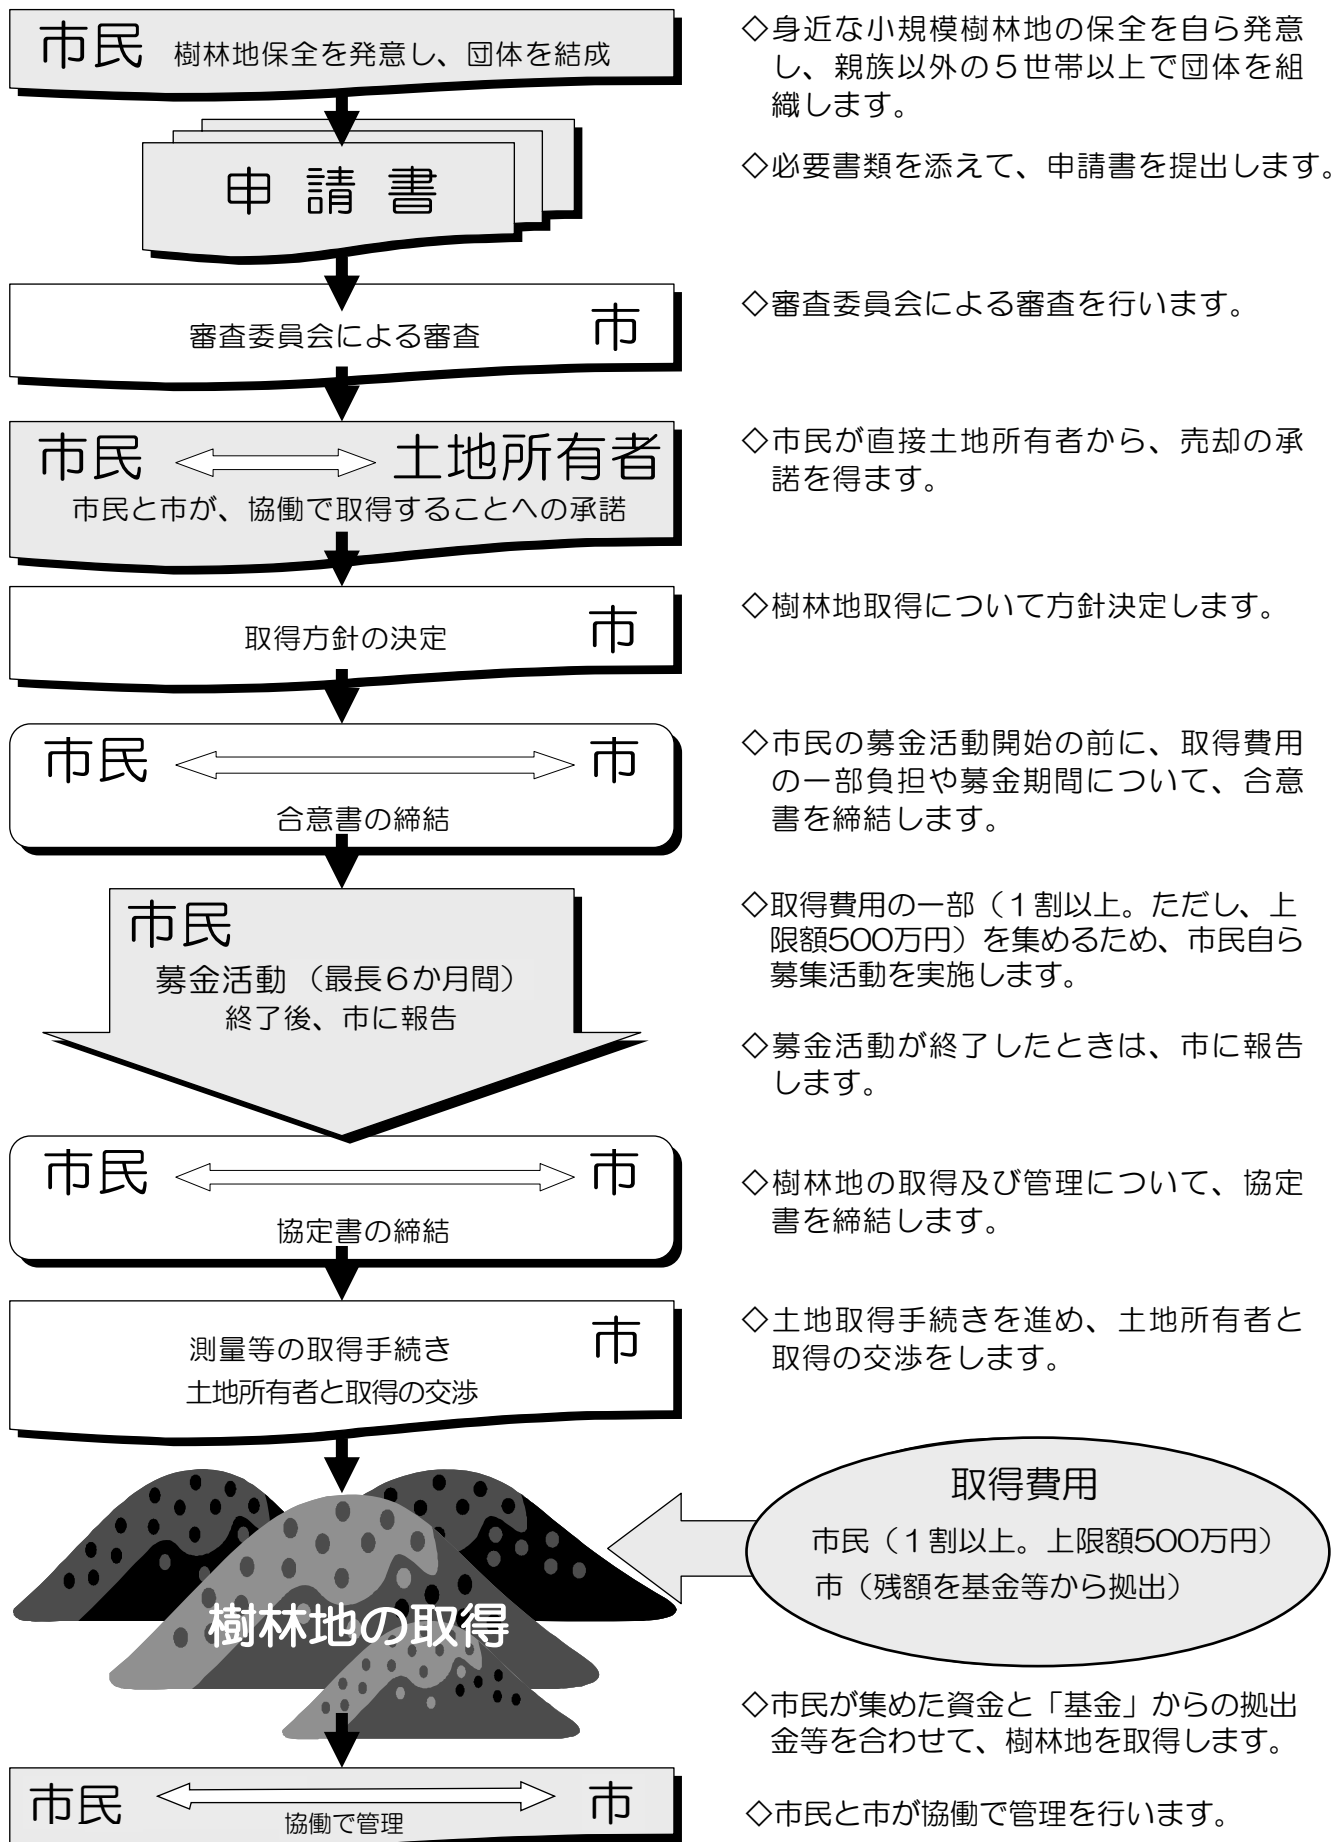 市民 樹林地保全を発意し、団体を結成
◇身近な小規模樹林地の保全を自ら発意
し、親族以外の5世帯以上で団体を組
織します。
申請書
◇必要書類を添えて、申請書を提出します。
審査委員会による審査 市
◇審査委員会による審査を行います。
市民 土地所有者
市民と市が、協働で取得することへの承諾
◇市民が直接土地所有者から、売却の承
諾を得ます。
取得方針の決定 市
◇樹林地取得について方針決定します。
市民 市
合意書の締結
◇市民の募金活動開始の前に、取得費用
の一部負担や募金期間について、合意
書を締結します。
市民
募金活動（最長6か月間）
終了後、市に報告
◇取得費用の一部（1割以上。ただし、上
限額500万円）を集めるため、市民自ら
募集活動を実施します。
◇募金活動が終了したときは、市に報告
します。
市民 市
協定書の締結
◇樹林地の取得及び管理について、協定
書を締結します。
測量等の取得手続き 市
土地所有者と取得の交渉
◇土地取得手続きを進め、土地所有者と
取得の交渉をします。
樹林地の取得
取得費用
市民（1割以上。上限額500万円）
市（残額を基金等から拠出）
◇市民が集めた資金と「基金」からの拠出
金等を合わせて、樹林地を取得します。
市民 市
協働で管理
◇市民と市が協働で管理を行います。